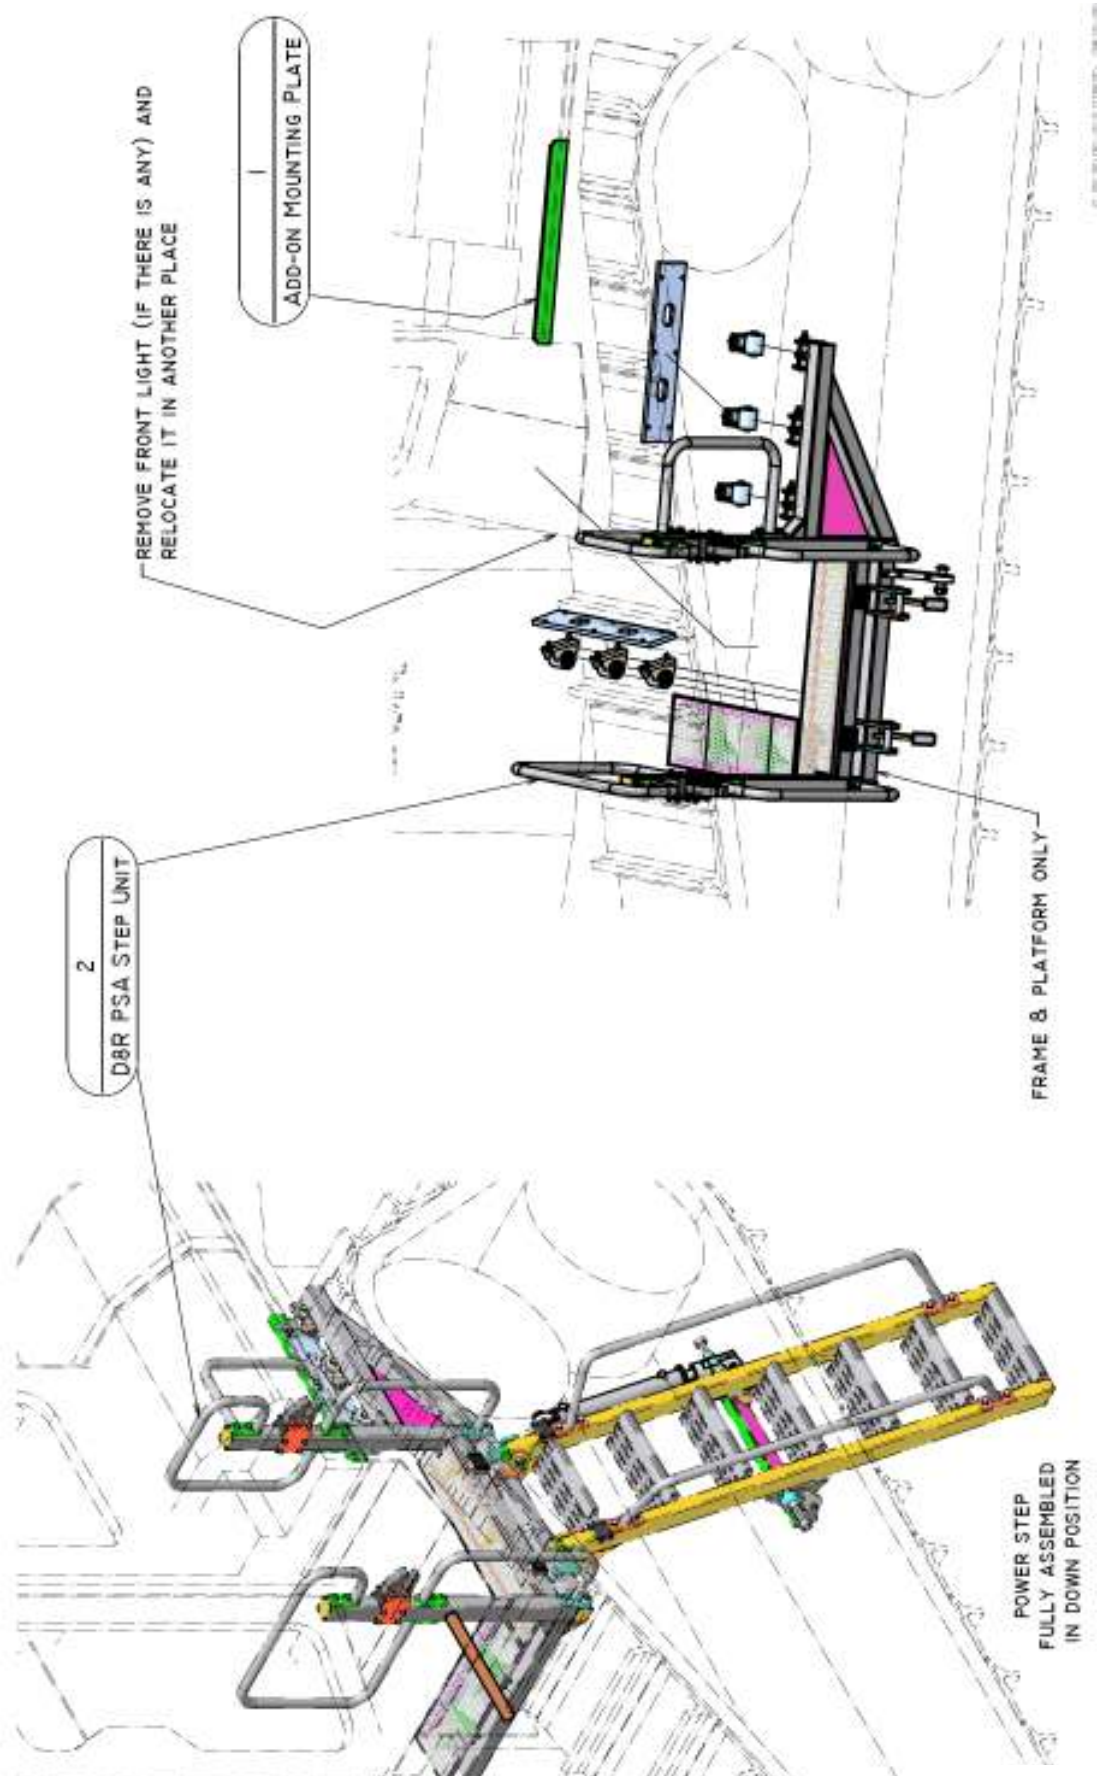 2
D8R PSA STEP UNIT
REMOVE FRONT LIGHT (IF THERE IS ANY) AND
RELOCATE IT IN ANOTHER PLACE
1
ADD-ON MOUNTING PLATE
POWER STEP
FULLY ASSEMBLED
IN DOWN POSITION
FRAME & PLATFORM ONLY